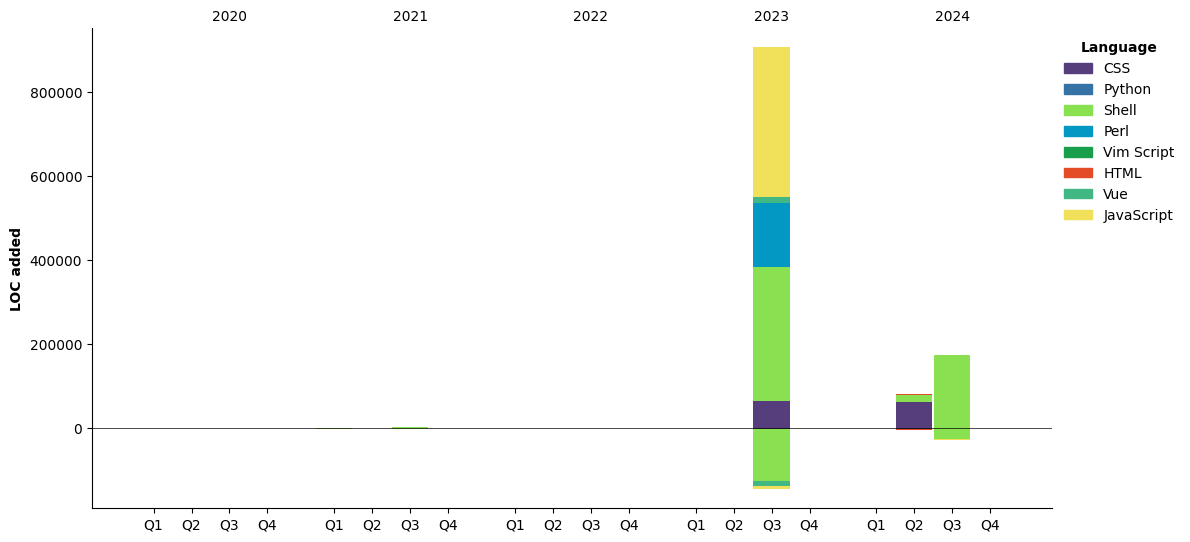 2020 2021 2022 2023 2024
Language
CSS
Python
Shell
Perl
Vim Script
HTML
Vue
JavaScript
LOC added
800000
600000
400000
200000
0
Q1 Q2 Q3 Q4 Q1 Q2 Q3 Q4 Q1 Q2 Q3 Q4 Q1 Q2 Q3 Q4 Q1 Q2 Q3 Q4